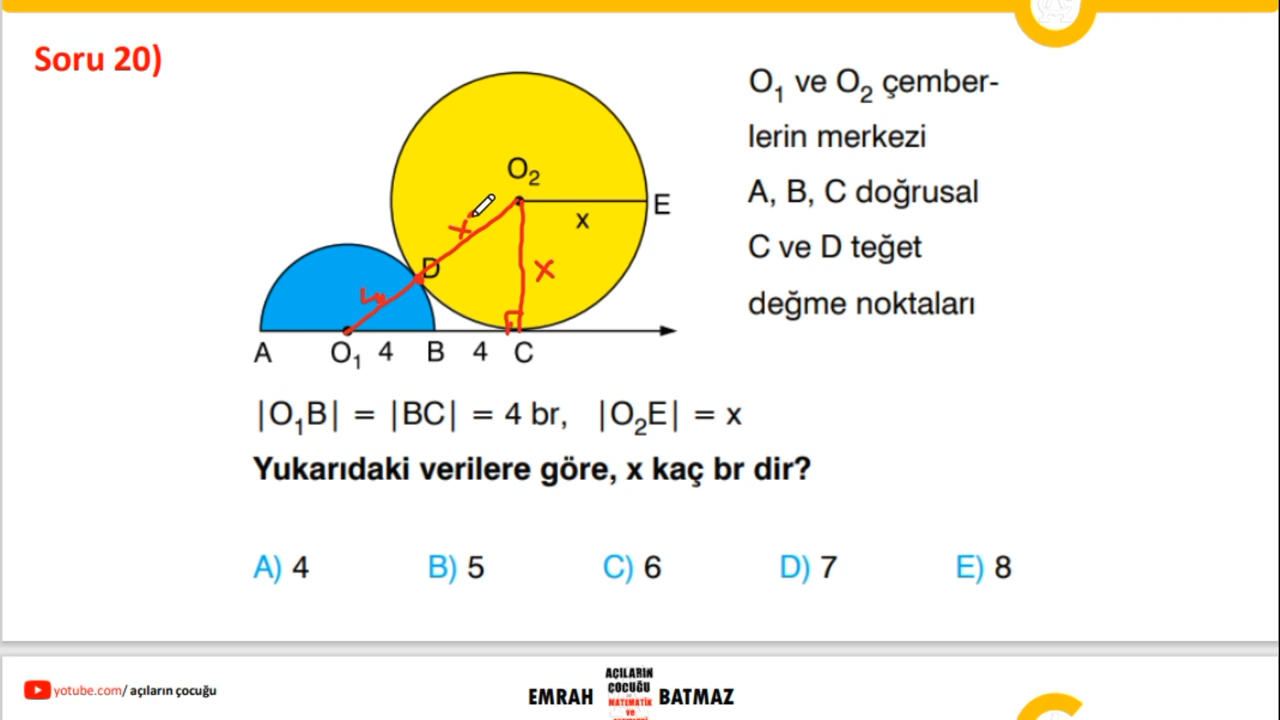 Soru 20)
O₁ ve O₂ çember-
lerin merkezi
A, B, C doğrusal
C ve D teğet
değme noktaları
O₂
E
x
x
D
x
4
A O₁ 4 B 4 C
|O₁B| = |BC| = 4 br, |O₂E| = x
Yukarıdaki verilere göre, x kaç br dir?
A) 4 B) 5 C) 6 D) 7 E) 8
yotube.com/ açıların çocuğu
EMRAH BATMAZ
AÇILARIN
ÇOCUĞU
MATEMATİK
ve